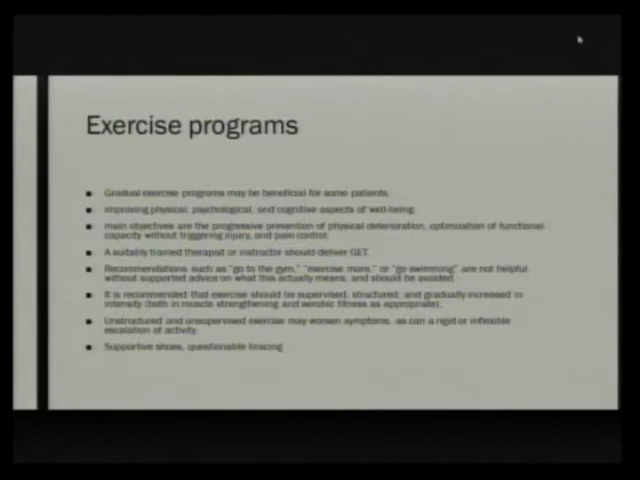 Exercise programs
Gradual exercise programs may be beneficial for some patients,
improving physical, psychological, and cognitive aspects of well-being.
main objectives are the progressive prevention of physical deterioration, optimization of functional
capacity without triggering injury, and pain control.
A suitably trained therapist or instructor should deliver GET.
Recommendations such as "go to the gym," "exercise more," or "go swimming" are not helpful
without supported advice on what this actually means, and should be avoided.
It is recommended that exercise should be supervised, structured, and gradually increased in
intensity (both in muscle strengthening and aerobic fitness as appropriate).
Unstructured and unsupervised exercise may worsen symptoms, as can a rigid or inflexible
escalation of activity.
Supportive shoes, questionable bracing